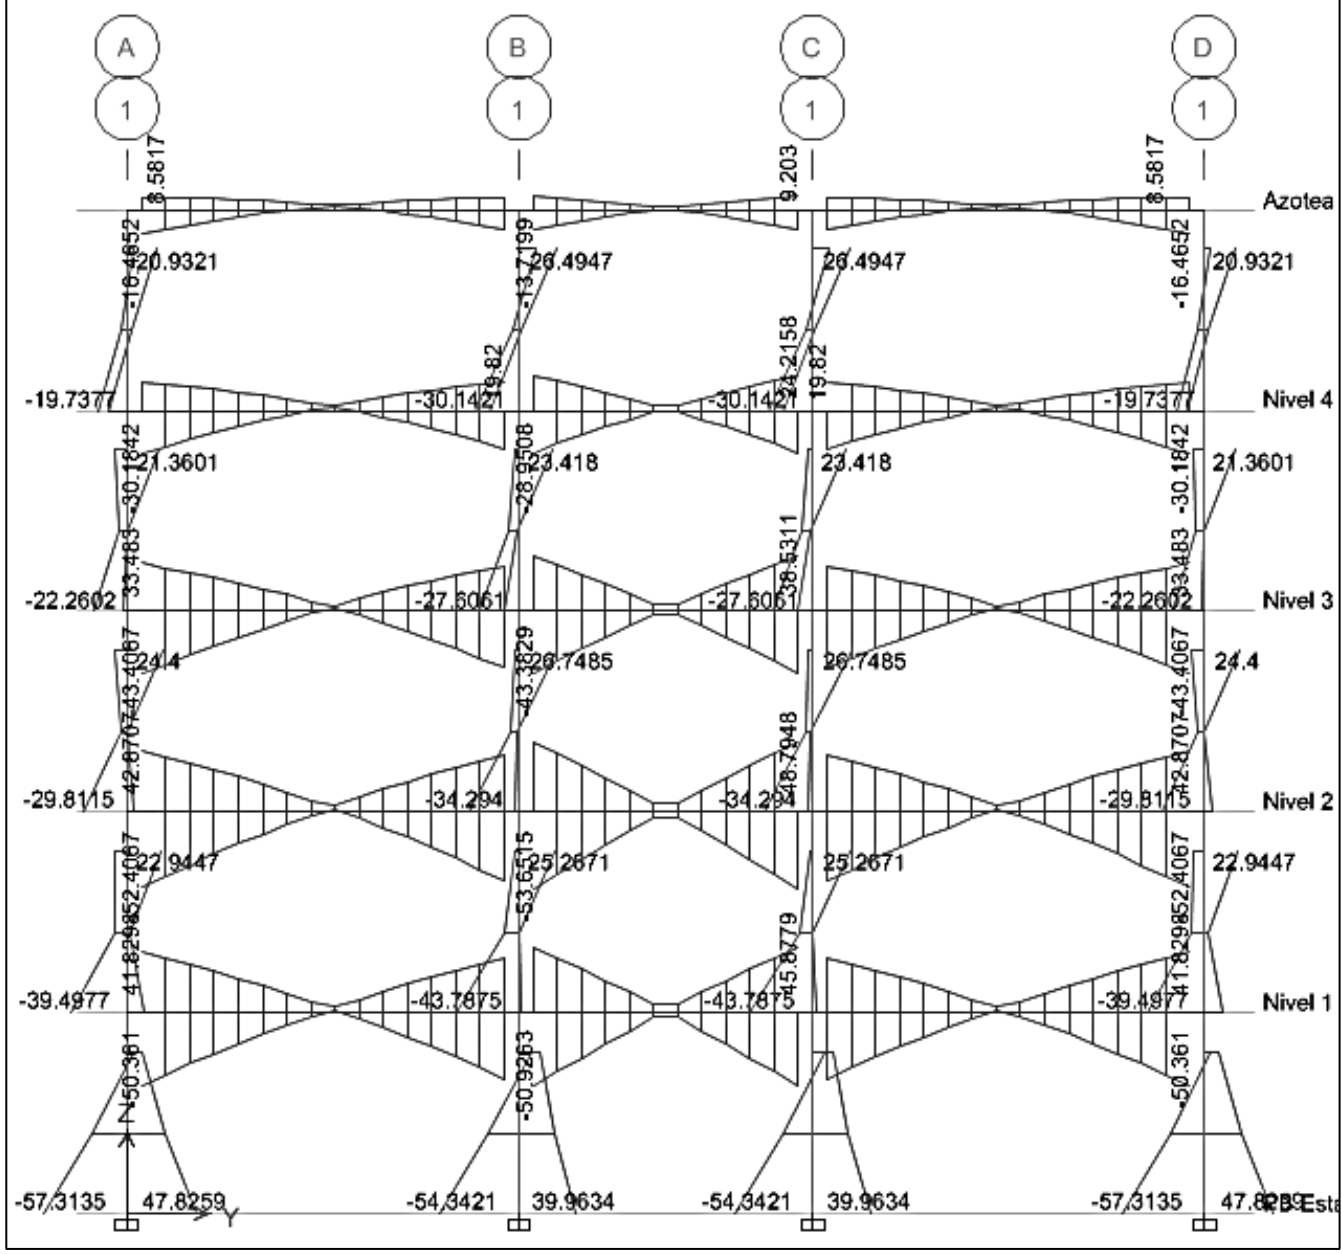 A B C D
1 1 1 1
8.5817 9.203 8.5817
Azotea
-16.4652 -13.7199 -16.4652
20.9321 26.4947 26.4947 20.9321
19.82 24.2158 19.82
-19.7377 -30.1421 -30.1421 -19.7377 Nivel 4
-30.1842 -28.9508 -30.1842
21.3601 23.418 23.418 21.3601
33.483 38.5311 33.483
-22.2602 -27.6061 -27.6061 -22.2602 Nivel 3
-43.4067 -43.3829 -43.4067
24.4 26.7485 26.7485 24.4
42.8707 48.7948 42.8707
-29.8115 -34.294 -34.294 -29.8115 Nivel 2
-52.4067 -53.6515 -52.4067
22.9447 25.2671 25.2671 22.9447
41.8298 45.8779 41.8298
-39.4977 -43.7875 -43.7875 -39.4977 Nivel 1
-50.361 -50.9263 -50.361
Z
-57.3135 47.8259 -54.3421 39.9634 -54.3421 39.9634 -57.3135 47.8259
Y